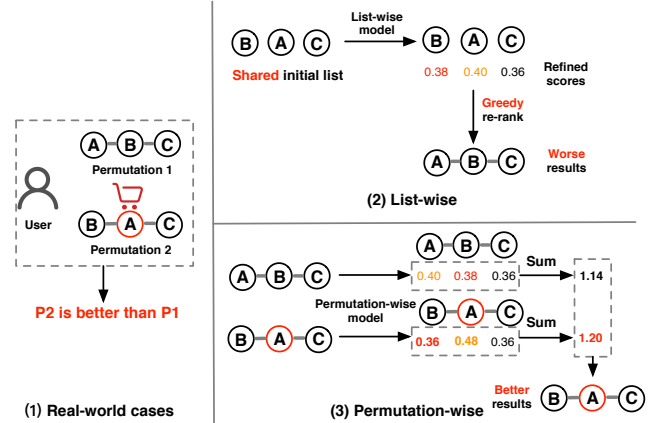 A B C
Permutation 1
User
B A C
Permutation 2
P2 is better than P1
(1) Real-world cases
B A C
List-wise
model
B A C
Shared initial list
0.38 0.40 0.36
Refined
scores
Greedy
re-rank
A B C
Worse
results
(2) List-wise
A B C
A B C
0.40 0.38 0.36
Sum
1.14
Permutation-wise
model
B A C
B A C
0.36 0.48 0.36
Sum
1.20
Better
results
B A C
(3) Permutation-wise